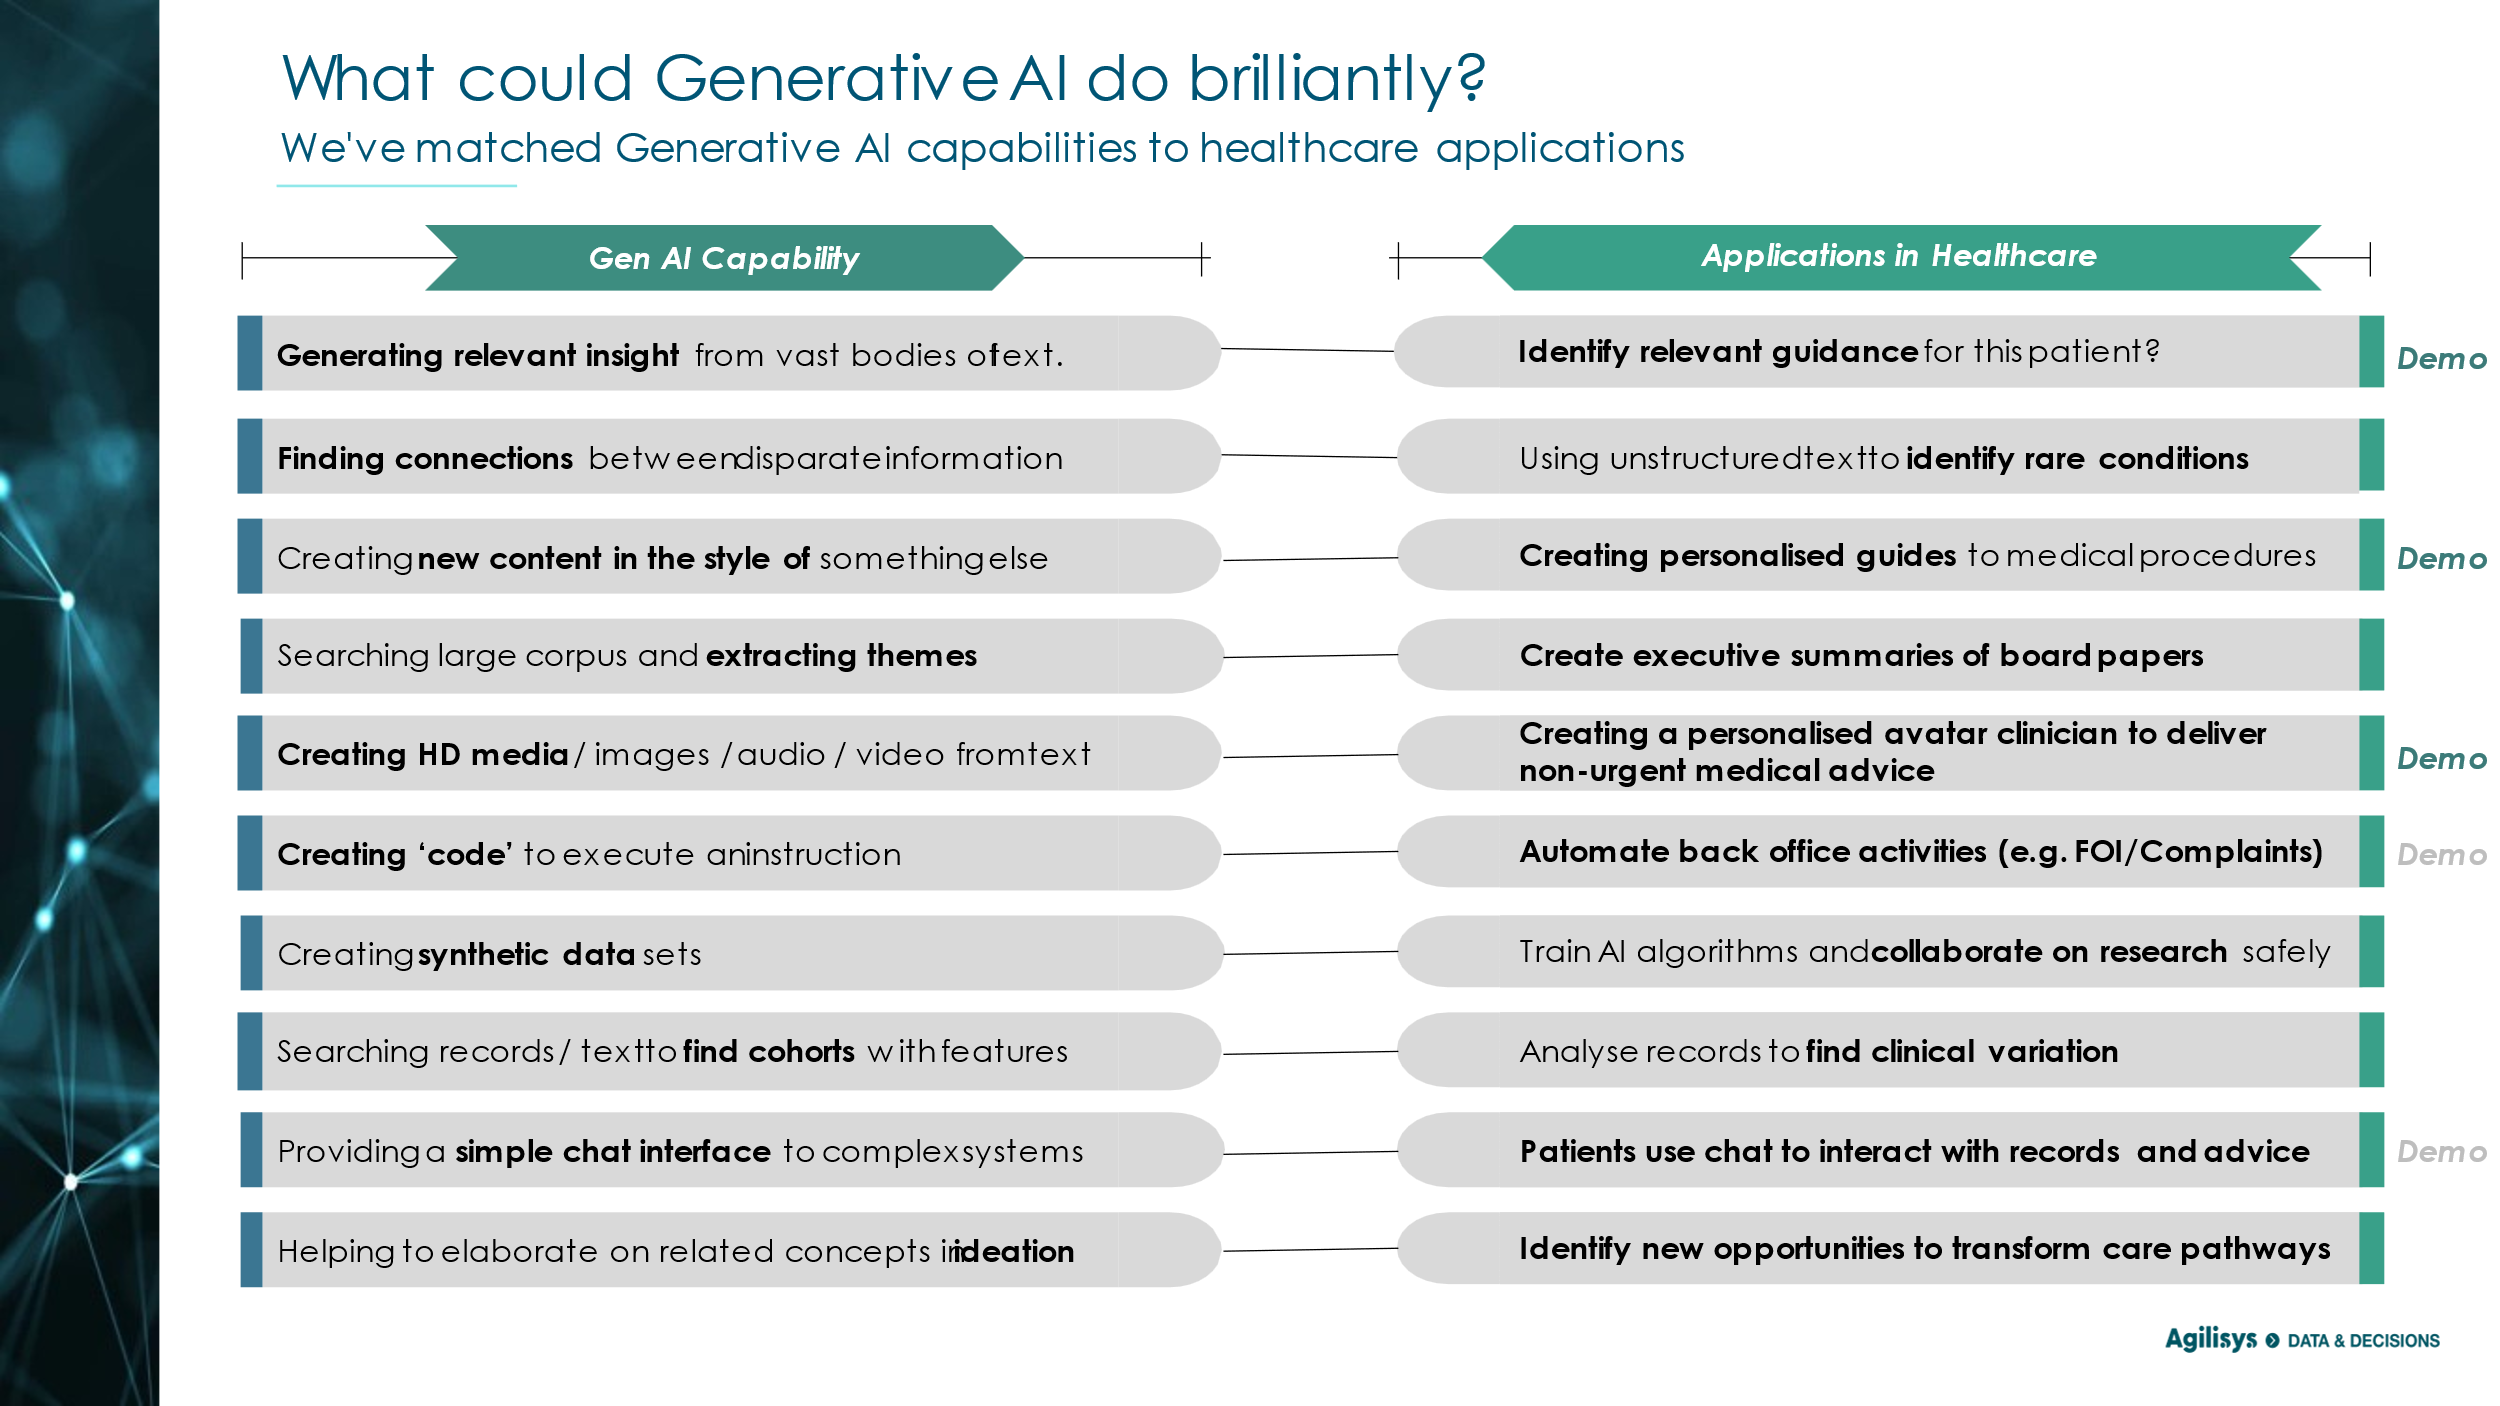 What could Generative AI do brilliantly?
We've matched Generative AI capabilities to healthcare applications
Gen AI Capability
Applications in Healthcare
Generating relevant insight from vast bodies of text.
Identify relevant guidance for this patient?
Demo
Finding connections between disparate information
Using unstructured text to identify rare conditions
Creating new content in the style of something else
Creating personalised guides to medical procedures
Demo
Searching large corpus and extracting themes
Create executive summaries of board papers
Creating HD media / images / audio / video from text
Creating a personalised avatar clinician to deliver
non-urgent medical advice
Demo
Creating ‘code’ to execute an instruction
Automate back office activities (e.g. FOI/Complaints)
Demo
Creating synthetic data sets
Train AI algorithms and collaborate on research safely
Searching records / text to find cohorts with features
Analyse records to find clinical variation
Providing a simple chat interface to complex systems
Patients use chat to interact with records and advice
Demo
Helping to elaborate on related concepts in ideation
Identify new opportunities to transform care pathways
Agilisys DATA & DECISIONS